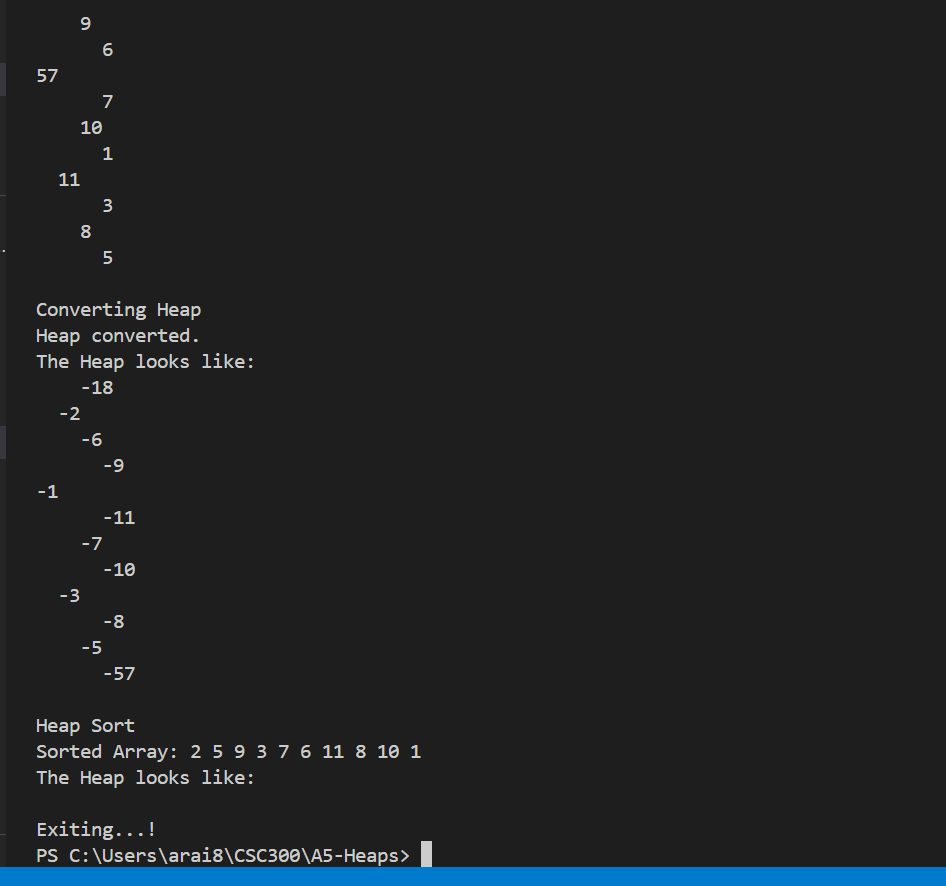 9
6
57
7
10
1
11
3
8
5
Converting Heap
Heap converted.
The Heap looks like:
-18
-2
-6
-9
-1
-11
-7
-10
-3
-8
-5
-57
Heap Sort
Sorted Array: 2 5 9 3 7 6 11 8 10 1
The Heap looks like:
Exiting...!
PS C:\Users\arai8\CSC300\A5-Heaps>